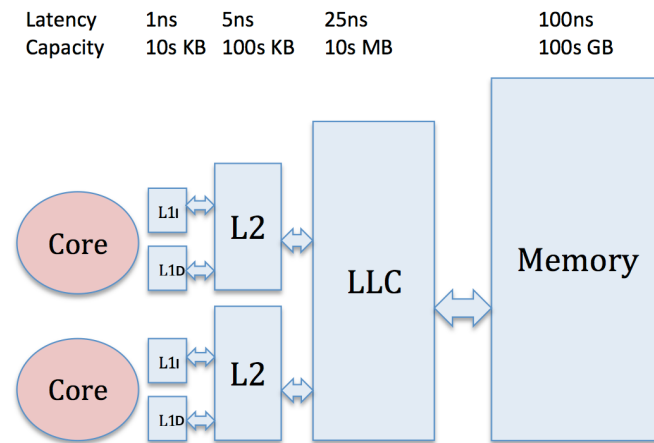 Latency 1ns 5ns 25ns 100ns
Capacity 10s KB 100s KB 10s MB 100s GB
Core
L1I
L1D
L2
LLC
Memory
Core
L1I
L1D
L2